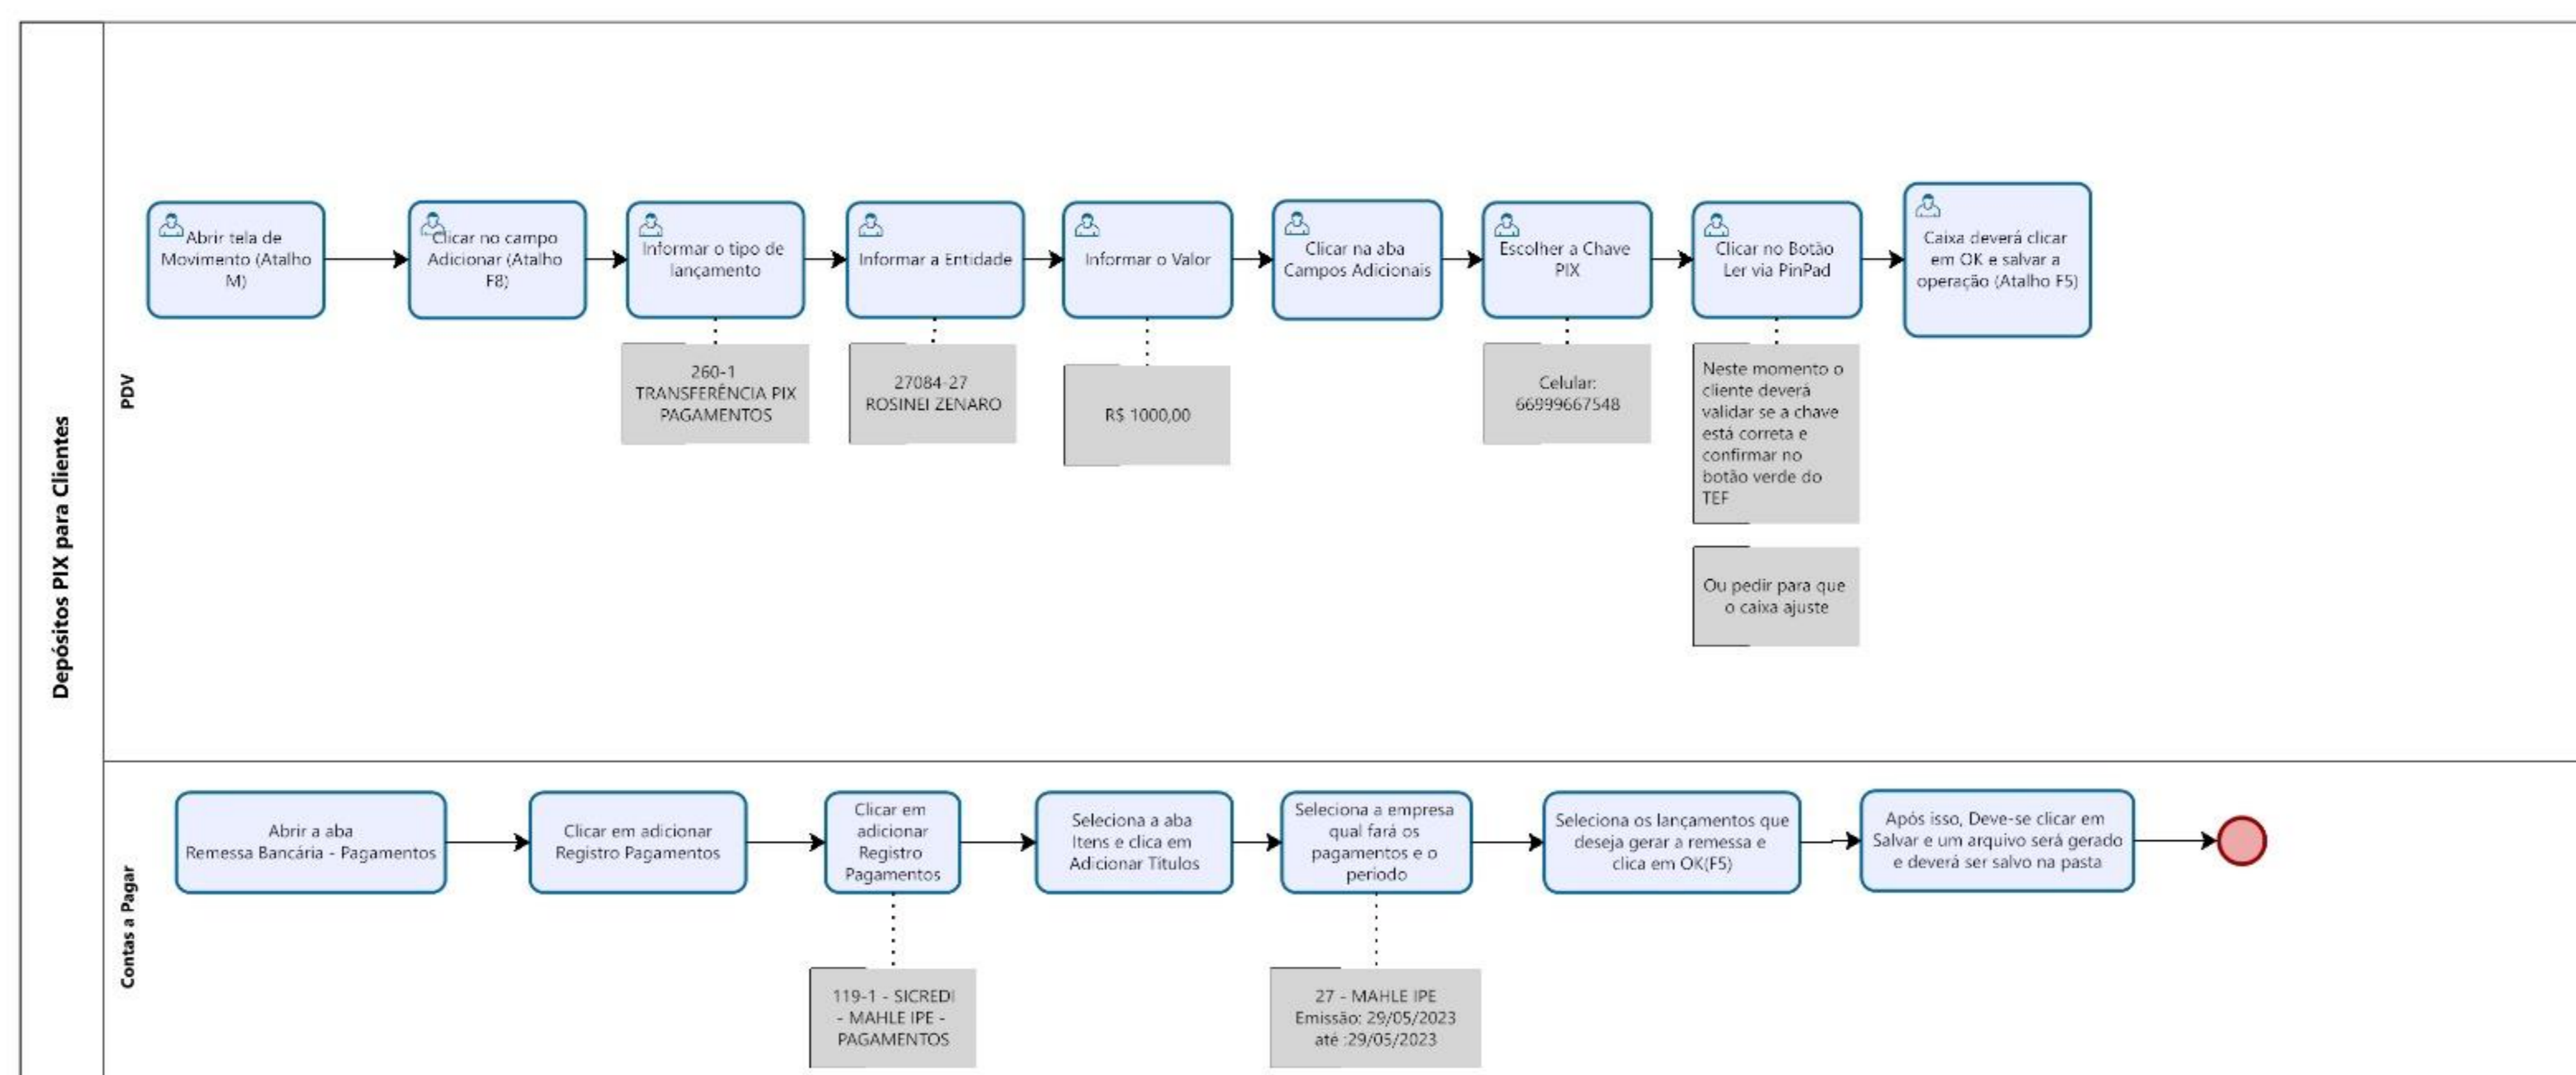 Depósitos PIX para Clientes
PDV
Abrir tela de
Movimento (Atalho
M)
Clicar no campo
Adicionar (Atalho
F8)
Informar o tipo de
lançamento
Informar a Entidade
Informar o Valor
Clicar na aba
Campos Adicionais
Escolher a Chave
PIX
Clicar no Botão
Ler via PinPad
Caixa deverá clicar
em OK e salvar a
operação (Atalho F5)
260-1
TRANSFERÊNCIA PIX
PAGAMENTOS
27084-27
ROSINEI ZENARO
R$ 1000,00
Celular:
66999667548
Neste momento o
cliente deverá
validar se a chave
está correta e
confirmar no
botão verde do
TEF
Ou pedir para que
o caixa ajuste
Contas a Pagar
Abrir a aba
Remessa Bancária - Pagamentos
Clicar em adicionar
Registro Pagamentos
Clicar em
adicionar
Registro
Pagamentos
Seleciona a aba
Itens e clica em
Adicionar Títulos
Seleciona a empresa
qual fará os
pagamentos e o
período
Seleciona os lançamentos que
deseja gerar a remessa e
clica em OK(F5)
Após isso, Deve-se clicar em
Salvar e um arquivo será gerado
e deverá ser salvo na pasta
119-1 - SICREDI
- MAHLE IPE -
PAGAMENTOS
27 - MAHLE IPE
Emissão: 29/05/2023
até :29/05/2023